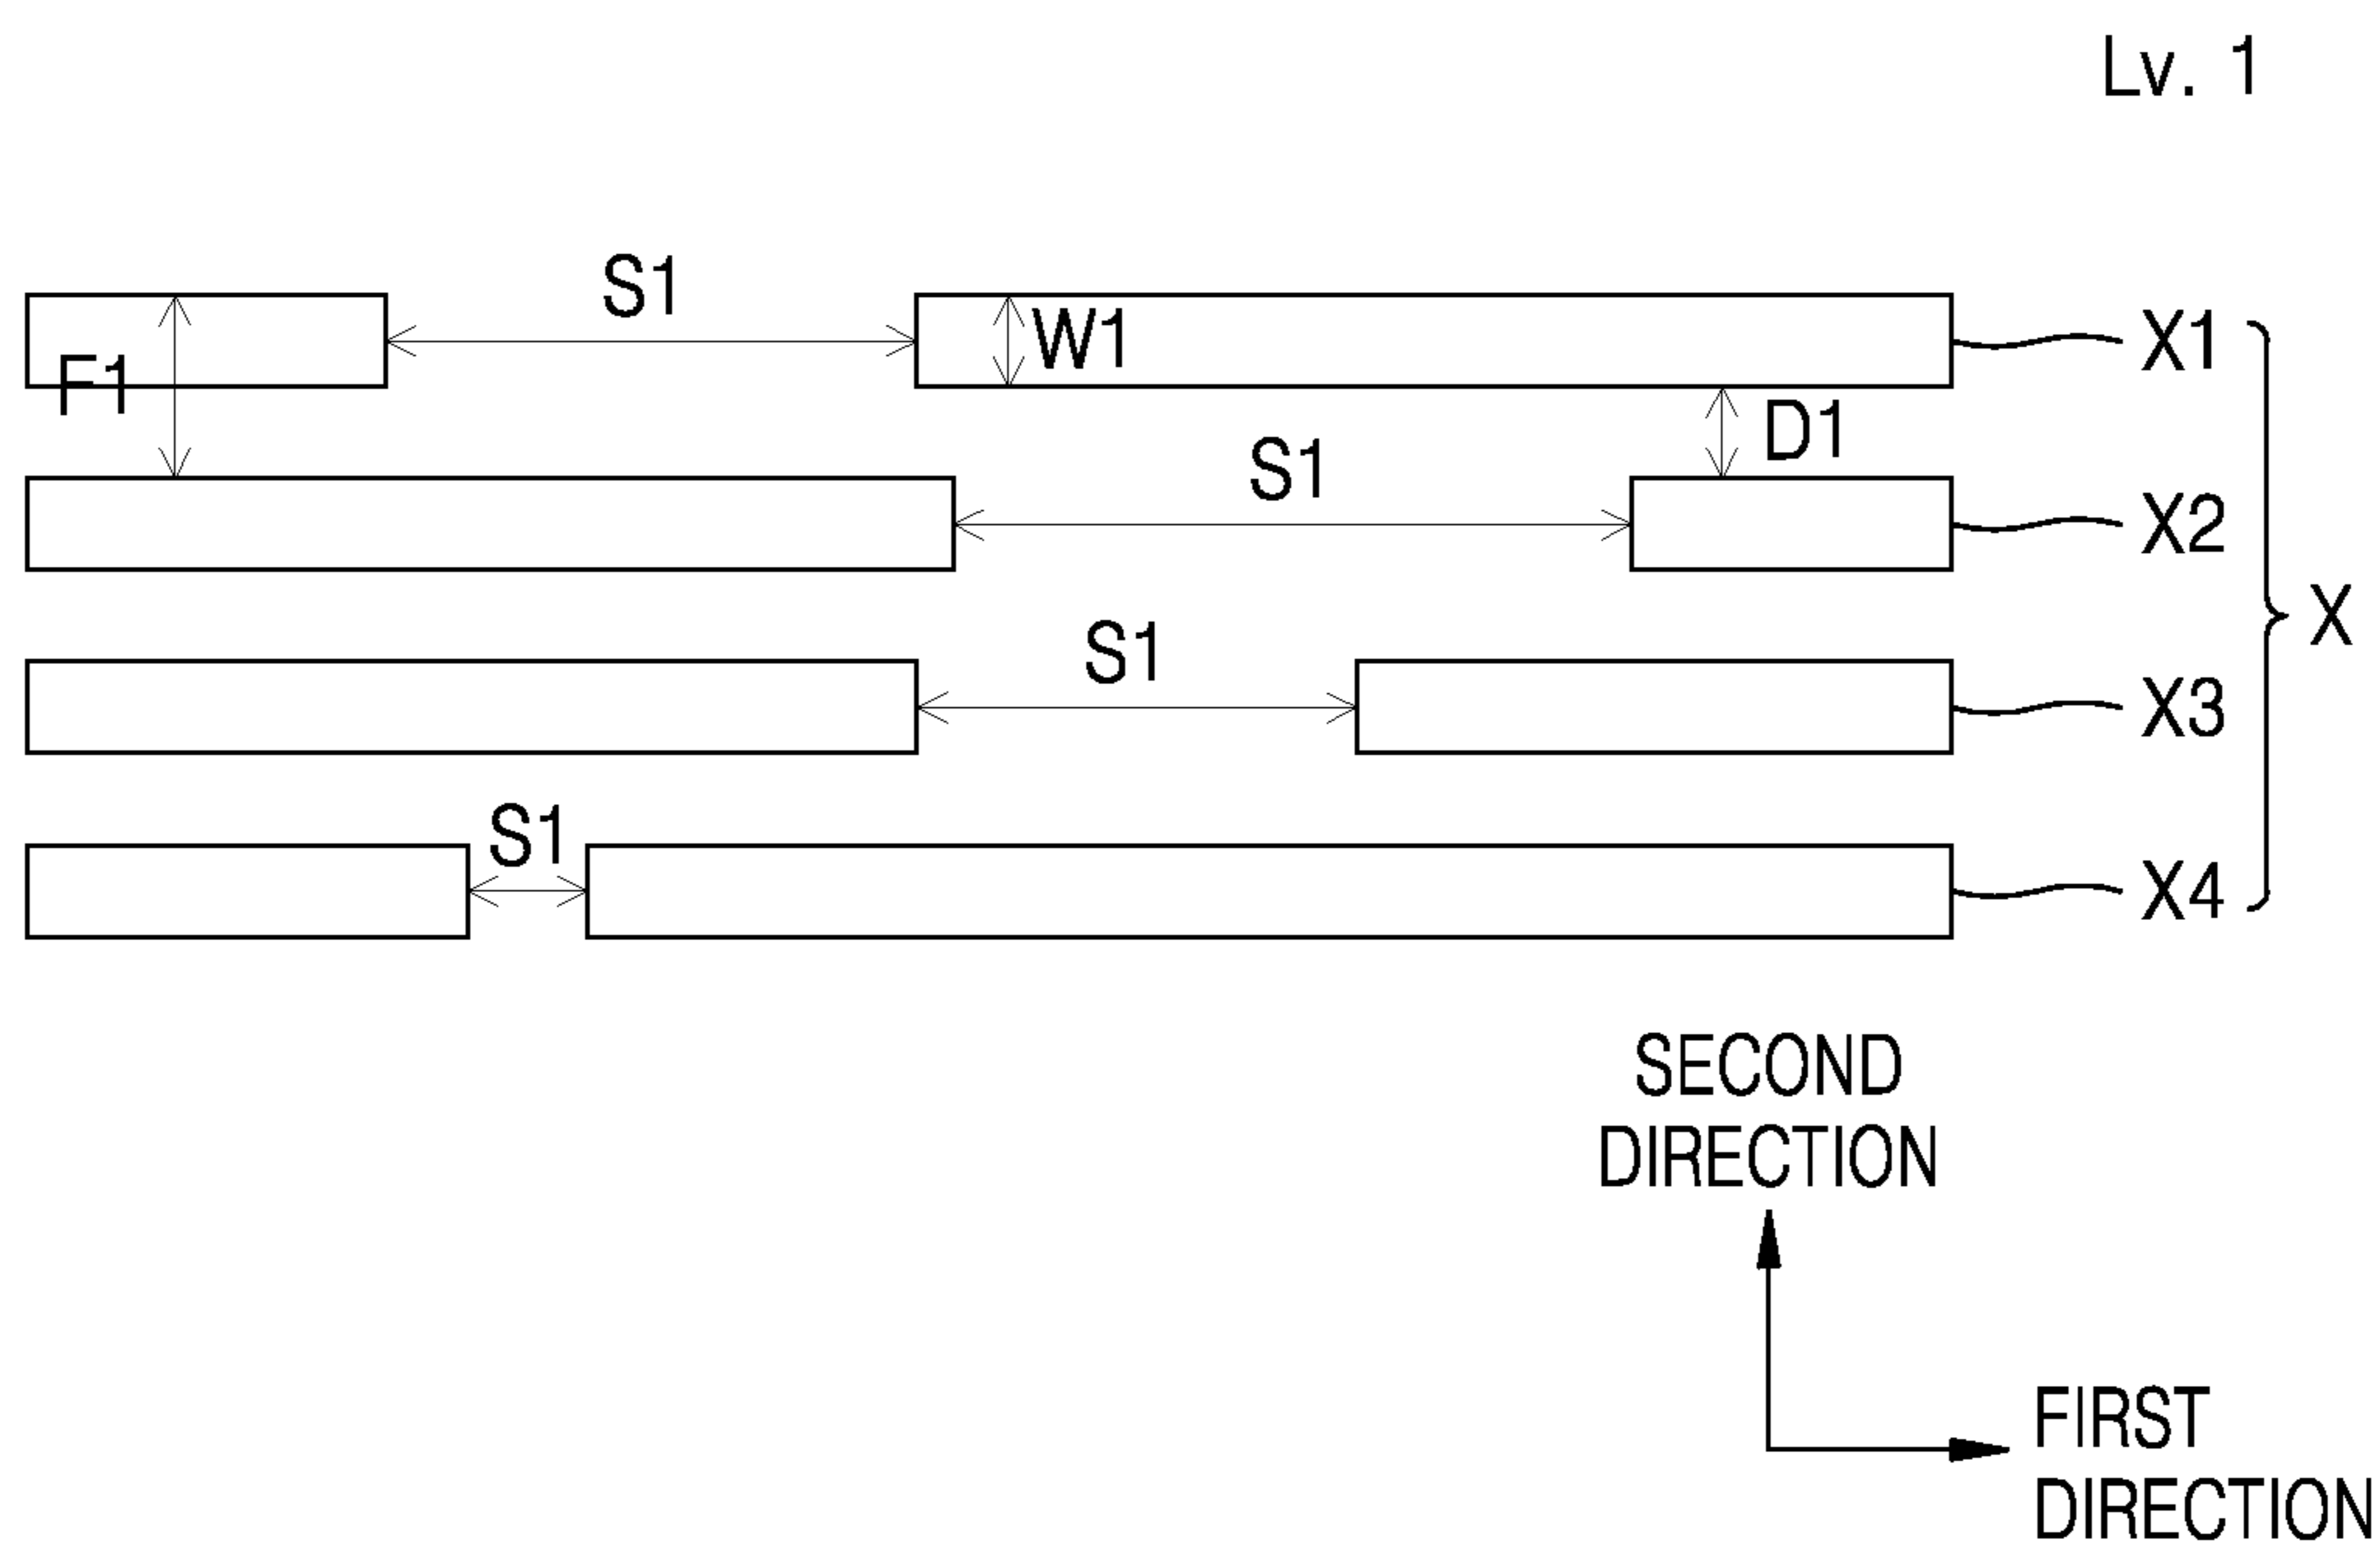 Lv. 1
S1
W1
X1
F1
D1
S1
X2
X
S1
X3
S1
X4
SECOND
DIRECTION
FIRST
DIRECTION